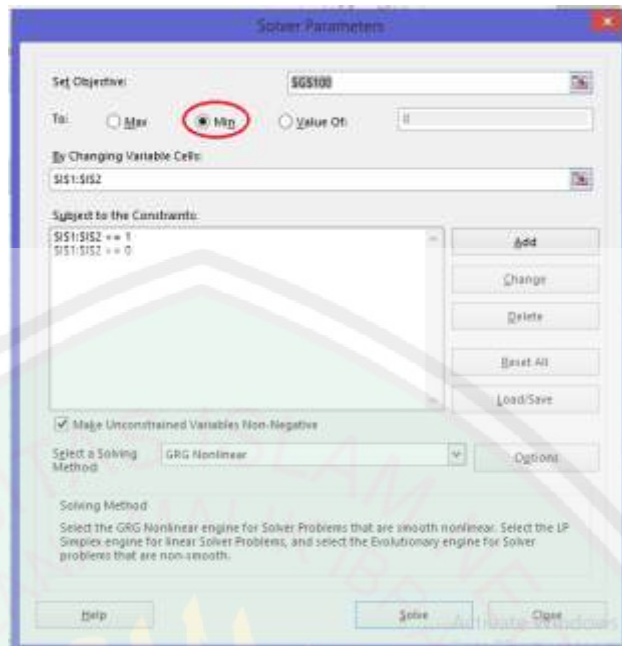 Solver Parameters
Set Objective: $G$100
To: Max Min Value Of: 0
By Changing Variable Cells:
$I$1:$I$2
Subject to the Constraints:
$I$1:$I$2 <= 1
$I$1:$I$2 >= 0
Add
Change
Delete
Reset All
Load/Save
Make Unconstrained Variables Non-Negative
Select a Solving Method: GRG Nonlinear
Options
Solving Method
Select the GRG Nonlinear engine for Solver Problems that are smooth nonlinear. Select the LP
Simplex engine for linear Solver Problems, and select the Evolutionary engine for Solver
problems that are non-smooth.
Help
Solve
Close
Activate Windows
ISLAM